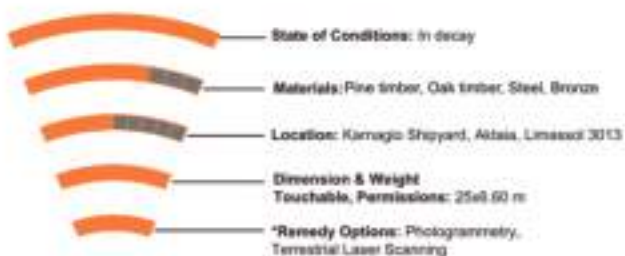 State of Conditions: In decay
Materials: Pine timber, Oak timber, Steel, Bronze
Location: Karnagio Shipyard, Aktaia, Limassol 3013
Dimension & Weight
Touchable, Permissions: 25x6.60 m
*Remedy Options: Photogrammetry,
Terrestrial Laser Scanning